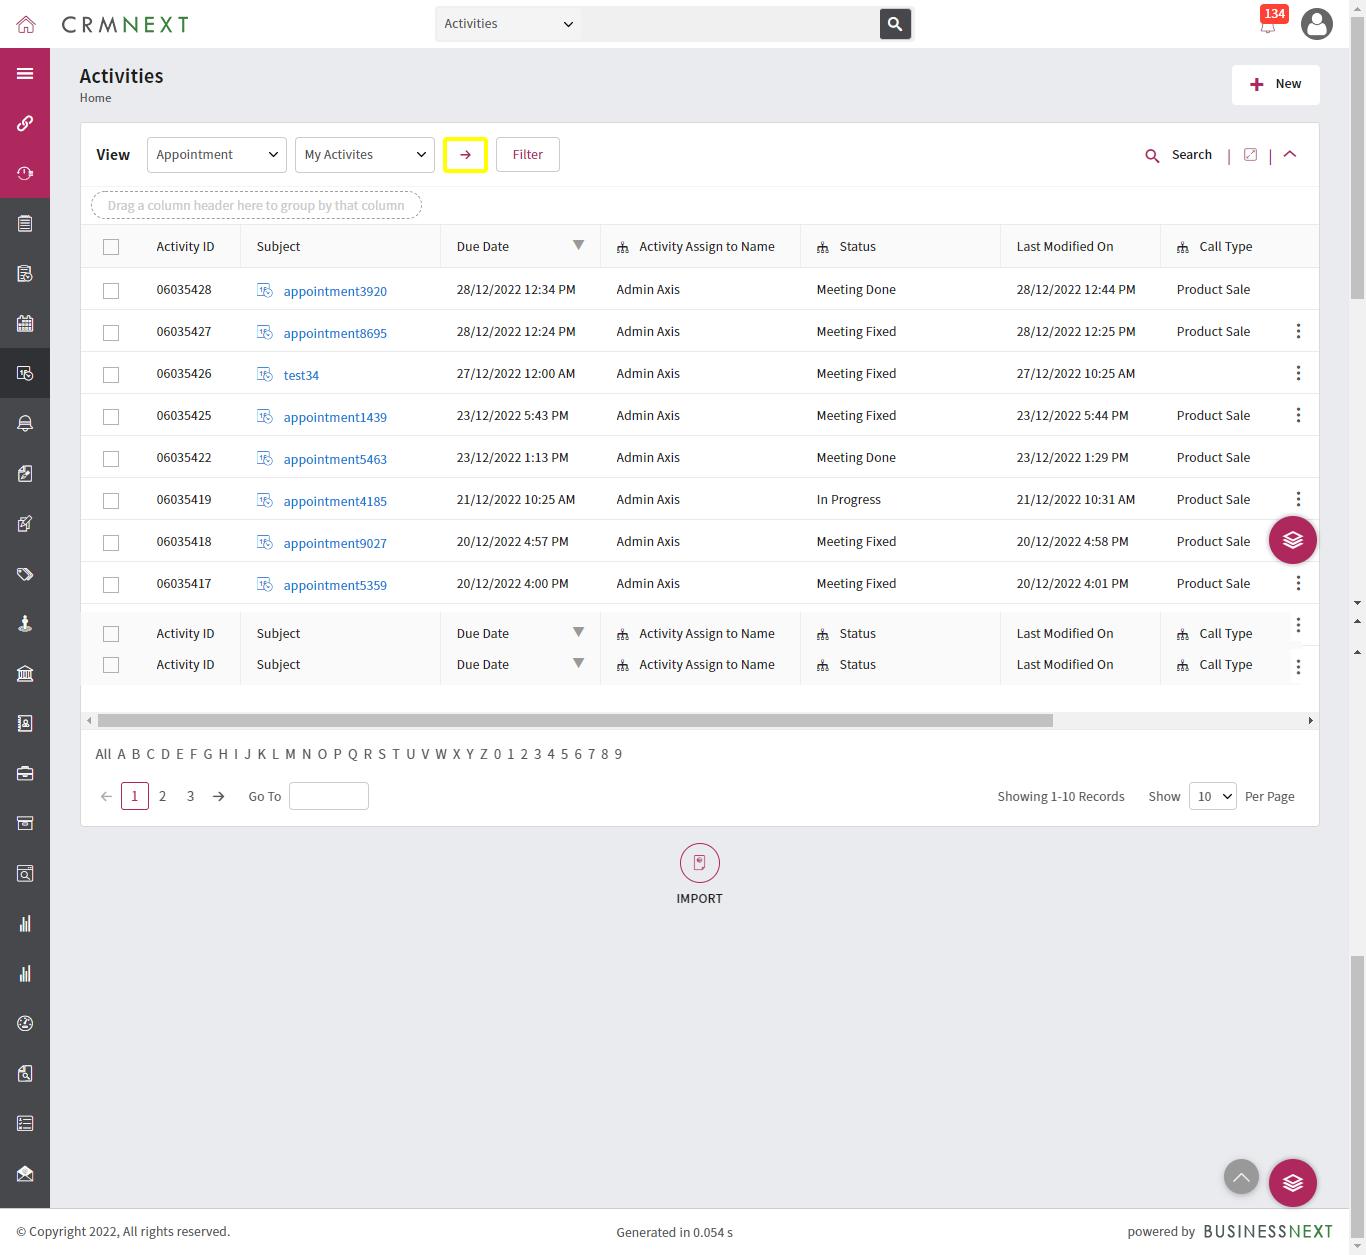 CRMNEXT Activities 134
Activities
Home
New
View Appointment My Activites Filter Search
Drag a column header here to group by that column
Activity ID Subject Due Date Activity Assign to Name Status Last Modified On Call Type
06035428 appointment3920 28/12/2022 12:34 PM Admin Axis Meeting Done 28/12/2022 12:44 PM Product Sale
06035427 appointment8695 28/12/2022 12:24 PM Admin Axis Meeting Fixed 28/12/2022 12:25 PM Product Sale
06035426 test34 27/12/2022 12:00 AM Admin Axis Meeting Fixed 27/12/2022 10:25 AM
06035425 appointment1439 23/12/2022 5:43 PM Admin Axis Meeting Fixed 23/12/2022 5:44 PM Product Sale
06035422 appointment5463 23/12/2022 1:13 PM Admin Axis Meeting Done 23/12/2022 1:29 PM Product Sale
06035419 appointment4185 21/12/2022 10:25 AM Admin Axis In Progress 21/12/2022 10:31 AM Product Sale
06035418 appointment9027 20/12/2022 4:57 PM Admin Axis Meeting Fixed 20/12/2022 4:58 PM Product Sale
06035417 appointment5359 20/12/2022 4:00 PM Admin Axis Meeting Fixed 20/12/2022 4:01 PM Product Sale
Activity ID Subject Due Date Activity Assign to Name Status Last Modified On Call Type
Activity ID Subject Due Date Activity Assign to Name Status Last Modified On Call Type
All A B C D E F G H I J K L M N O P Q R S T U V W X Y Z 0 1 2 3 4 5 6 7 8 9
1 2 3 Go To Showing 1-10 Records Show 10 Per Page
IMPORT
© Copyright 2022, All rights reserved. Generated in 0.054 s powered by BUSINESSNEXT